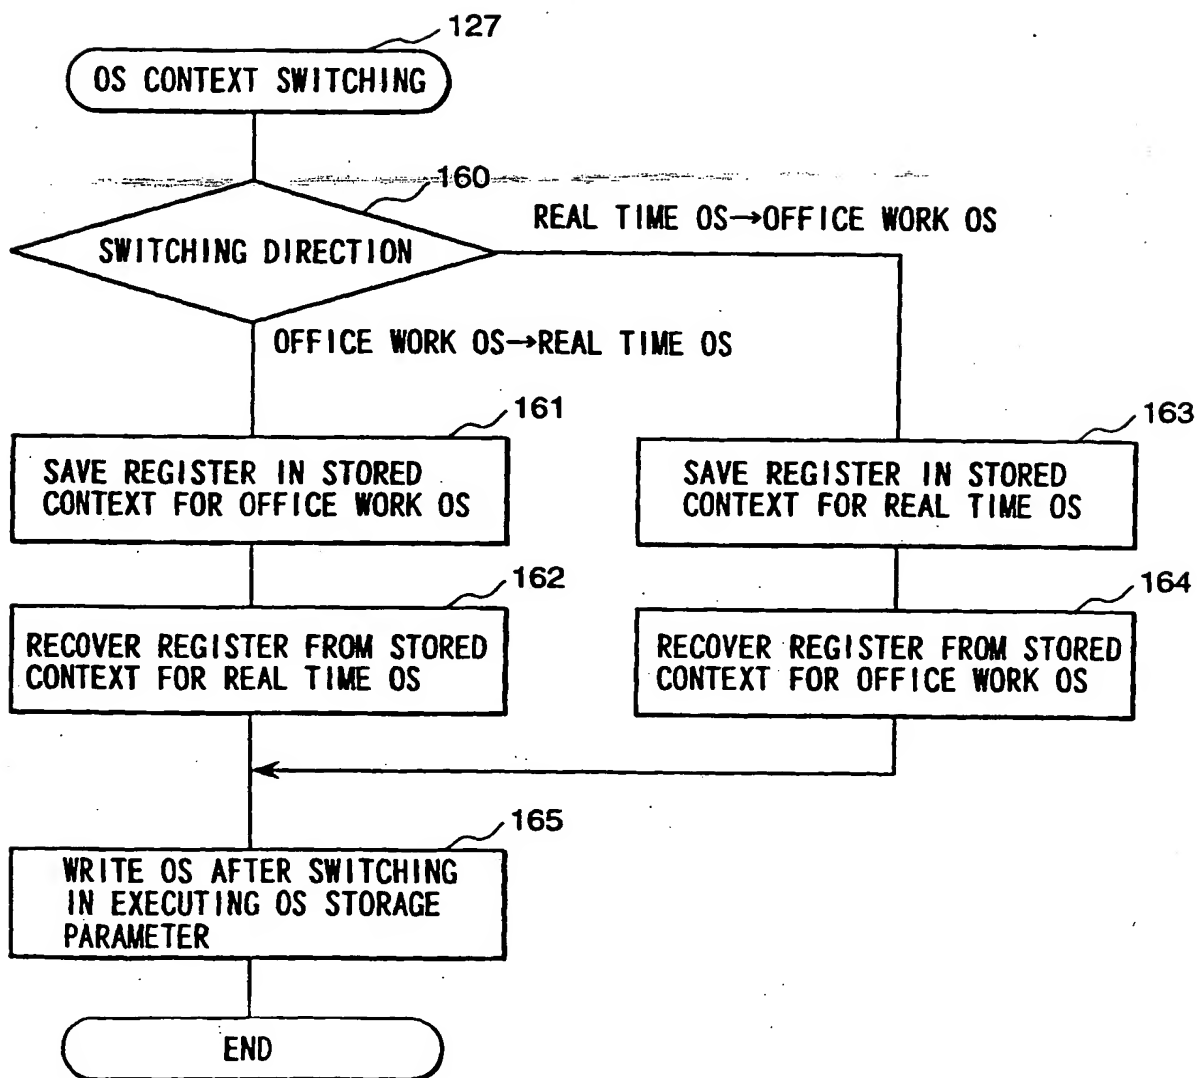 127
OS CONTEXT SWITCHING
160
REAL TIME OS→OFFICE WORK OS
SWITCHING DIRECTION
OFFICE WORK OS→REAL TIME OS
161
SAVE REGISTER IN STORED
CONTEXT FOR OFFICE WORK OS
163
SAVE REGISTER IN STORED
CONTEXT FOR REAL TIME OS
162
RECOVER REGISTER FROM STORED
CONTEXT FOR REAL TIME OS
164
RECOVER REGISTER FROM STORED
CONTEXT FOR OFFICE WORK OS
165
WRITE OS AFTER SWITCHING
IN EXECUTING OS STORAGE
PARAMETER
END